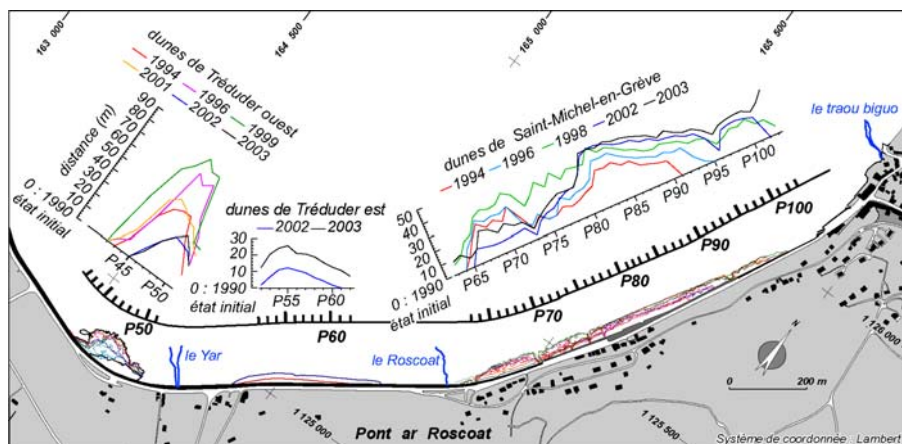 163 000
164 500
165 000
165 500
dunes de Tréduder ouest
1994
1996
1999
2001
2002
2003
distance (m)
90
80
70
60
50
40
30
20
10
0 : 1990
état initial
P45
P50
dunes de Tréduder est
2002
2003
30
20
10
0 : 1990
état initial
P55
P60
dunes de Saint-Michel-en-Grève
1994
1996
1998
2002
2003
50
40
30
20
10
0 : 1990
état initial
P65
P70
P75
P80
P85
P90
P95
P100
le traou biguo
P50
P60
P70
P80
P90
P100
le Yar
le Roscoat
N
0
200 m
1 125 000
1 125 500
1 126 000
Pont ar Roscoat
Système de coordonnée Lambert